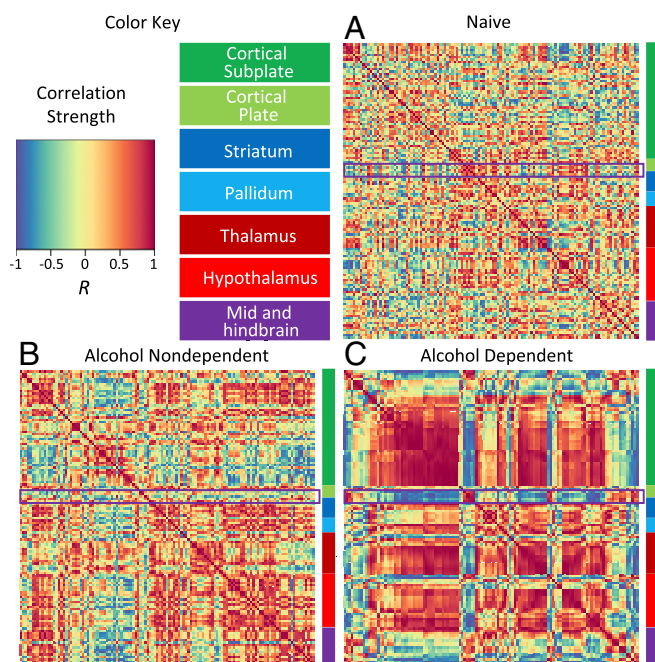 Color Key
A
Naive
Correlation
Strength
-1
-0.5
0
0.5
1
R
Cortical
Subplate
Cortical
Plate
Striatum
Pallidum
Thalamus
Hypothalamus
Mid and
hindbrain
B
Alcohol Nondependent
C
Alcohol Dependent